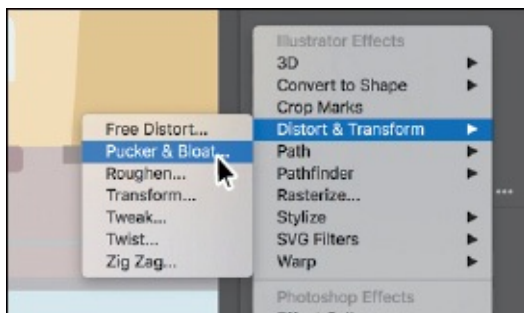 Illustrator Effects
3D
Convert to Shape
Crop Marks
Distort & Transform
Path
Pathfinder
Rasterize...
Stylize
SVG Filters
Warp
Photoshop Effects
Free Distort...
Pucker & Bloat...
Roughen...
Transform...
Tweak...
Twist...
Zig Zag...